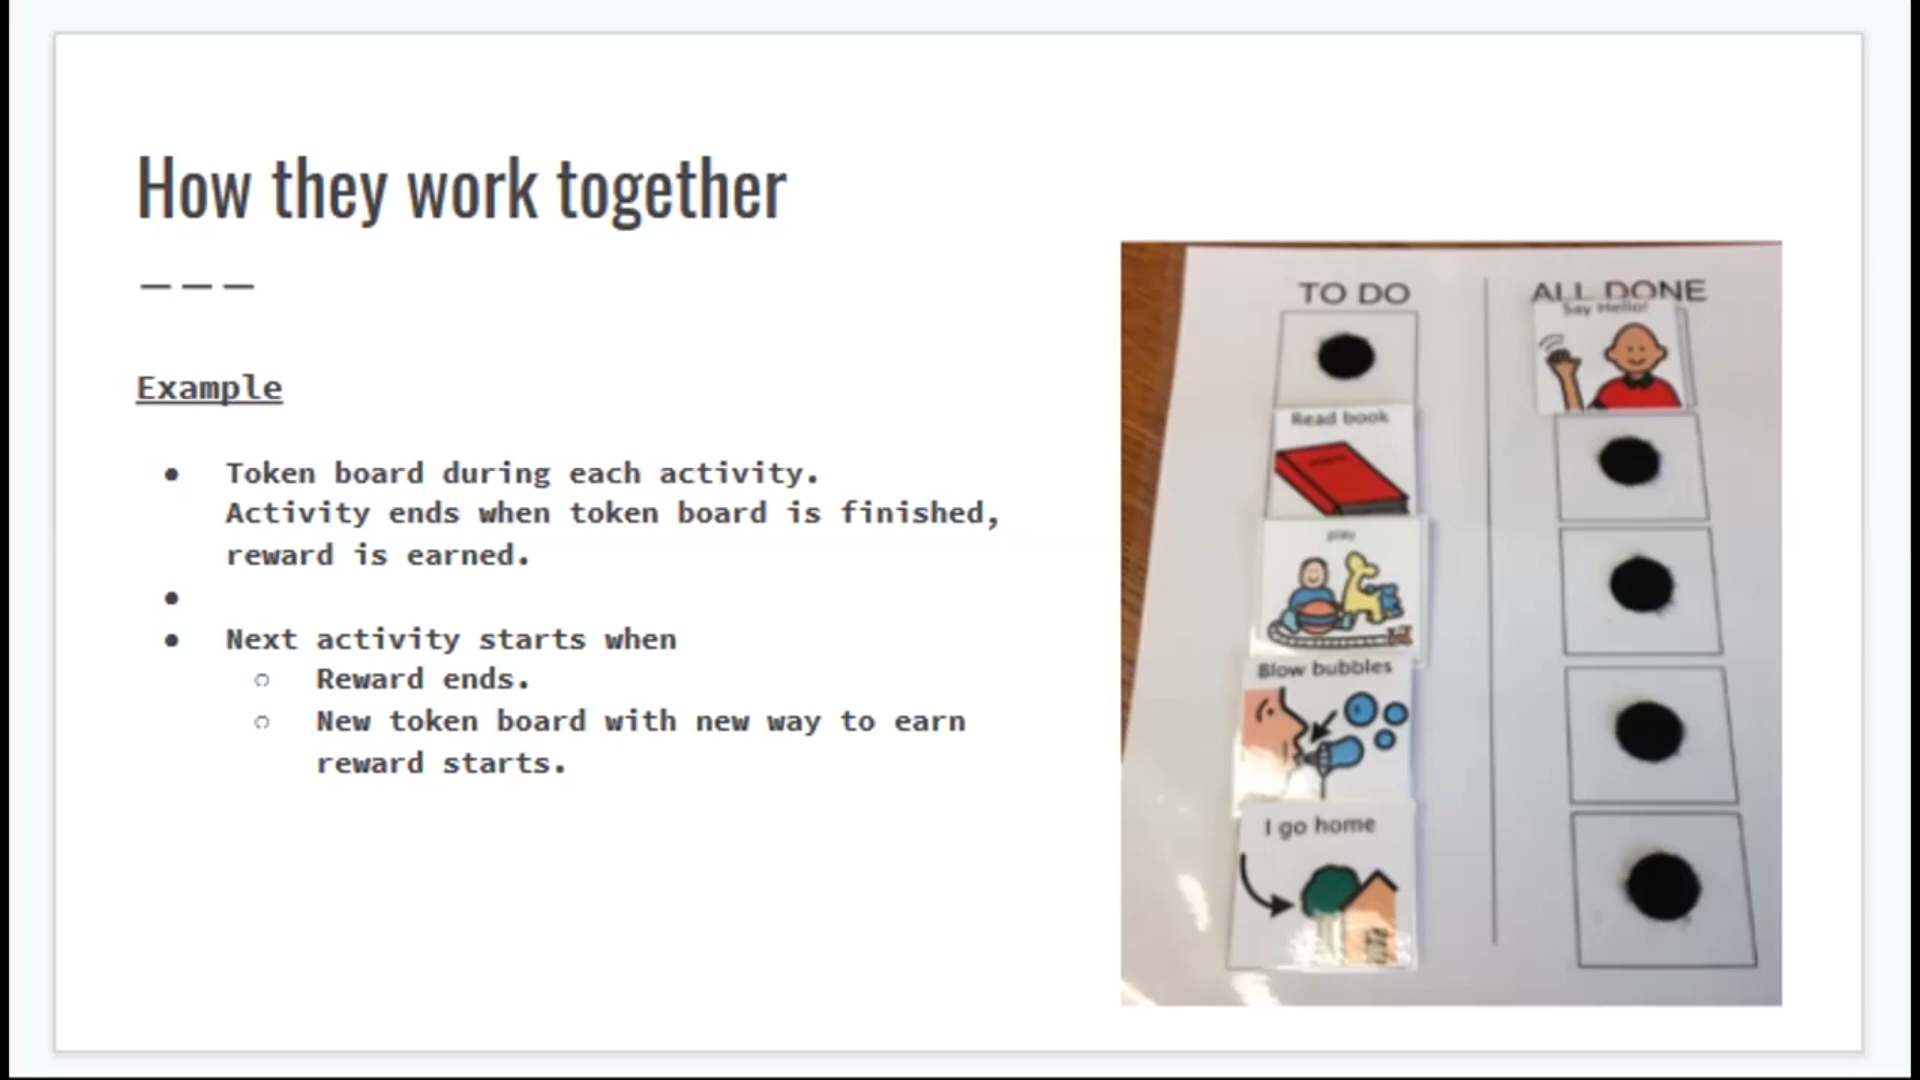 How they work together
Example
Token board during each activity.
Activity ends when token board is finished,
reward is earned.
Next activity starts when
Reward ends.
New token board with new way to earn
reward starts.
TO DO
ALL DONE
Say Hello!
Read book
play
Blow bubbles
I go home